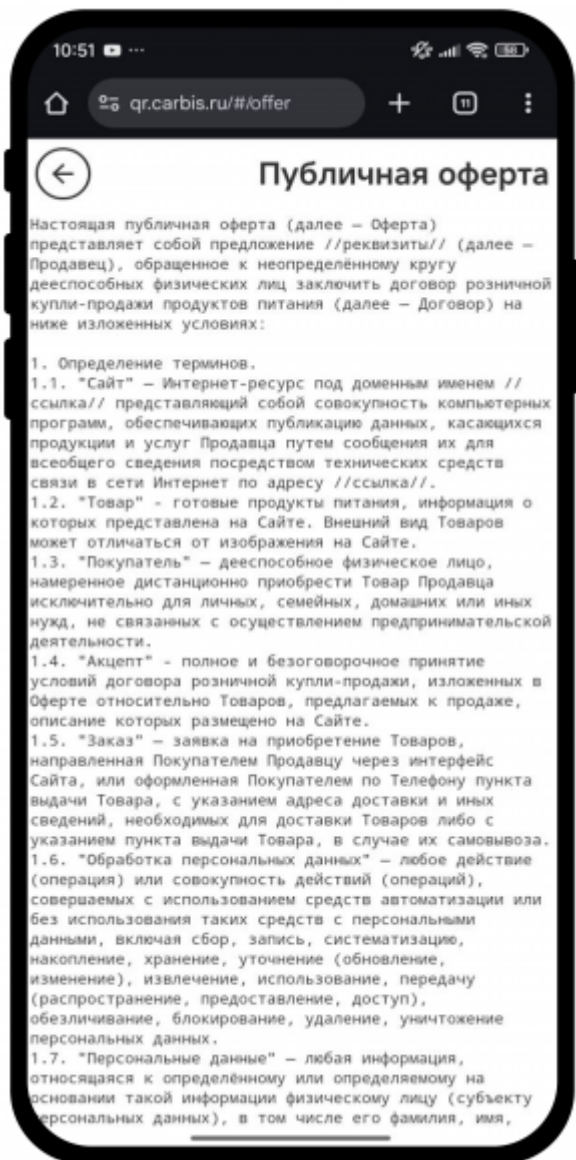 10:51 ...
58
qr.carbis.ru/#/offer
11
Публичная оферта
Настоящая публичная оферта (далее — Оферта)
представляет собой предложение //реквизиты// (далее —
Продавец), обращенное к неопределённому кругу
дееспособных физических лиц заключить договор розничной
купли-продажи продуктов питания (далее — Договор) на
ниже изложенных условиях:
1. Определение терминов.
1.1. "Сайт" — Интернет-ресурс под доменным именем //
ссылка// представляющий собой совокупность компьютерных
программ, обеспечивающих публикацию данных, касающихся
продукции и услуг Продавца путем сообщения их для
всеобщего сведения посредством технических средств
связи в сети Интернет по адресу //ссылка//.
1.2. "Товар" - готовые продукты питания, информация о
которых представлена на Сайте. Внешний вид Товаров
может отличаться от изображения на Сайте.
1.3. "Покупатель" — дееспособное физическое лицо,
намеренное дистанционно приобрести Товар Продавца
исключительно для личных, семейных, домашних или иных
нужд, не связанных с осуществлением предпринимательской
деятельности.
1.4. "Акцепт" - полное и безоговорочное принятие
условий договора розничной купли-продажи, изложенных в
Оферте относительно Товаров, предлагаемых к продаже,
описание которых размещено на Сайте.
1.5. "Заказ" — заявка на приобретение Товаров,
направленная Покупателем Продавцу через интерфейс
Сайта, или оформленная Покупателем по Телефону пункта
выдачи Товара, с указанием адреса доставки и иных
сведений, необходимых для доставки Товаров либо с
указанием пункта выдачи Товара, в случае их самовывоза.
1.6. "Обработка персональных данных" — любое действие
(операция) или совокупность действий (операций),
совершаемых с использованием средств автоматизации или
без использования таких средств с персональными
данными, включая сбор, запись, систематизацию,
накопление, хранение, уточнение (обновление,
изменение), извлечение, использование, передачу
(распространение, предоставление, доступ),
обезличивание, блокирование, удаление, уничтожение
персональных данных.
1.7. "Персональные данные" — любая информация,
относящаяся к определённому или определяемому на
основании такой информации физическому лицу (субъекту
персональных данных), в том числе его фамилия, имя,